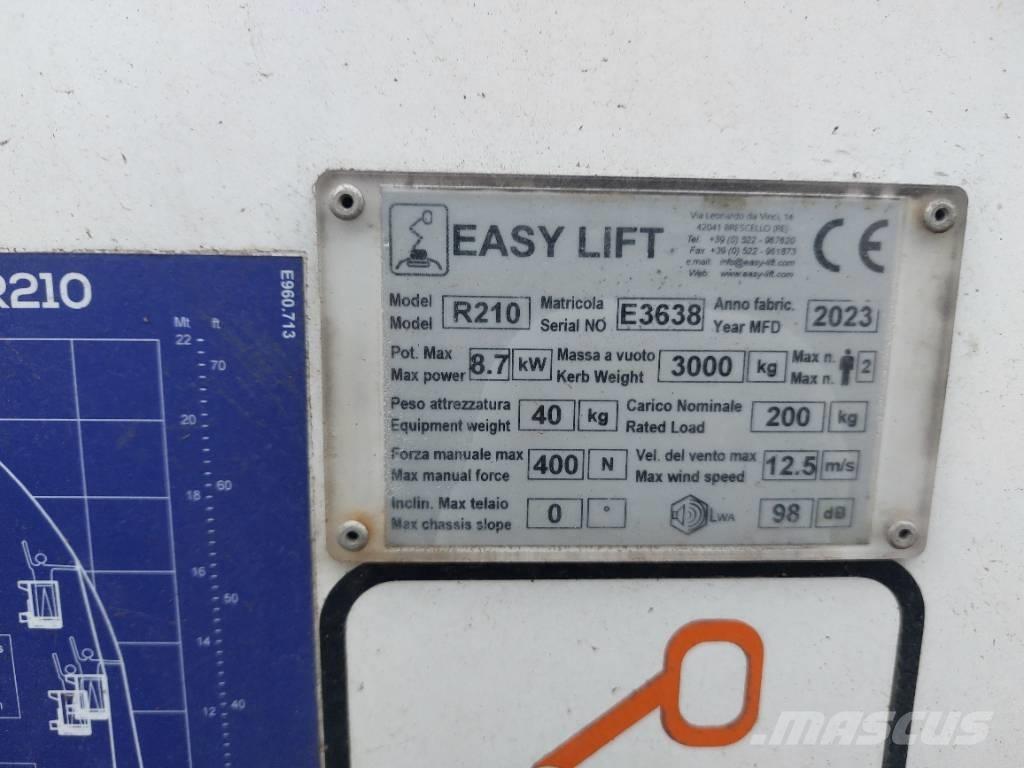 R210
E960.713
Mt ft
22
70
20
18
60
16
50
14
12
40
EASY LIFT
Via Leonardo da Vinci, 14
42041 BRESCELLO (RE)
Tel. +39 (0) 522 - 967620
Fax +39 (0) 522 - 961873
e.mail: info@easy-lift.com
Web: www.easy-lift.com
CE
Model R210 Matricola E3638 Anno fabric. 2023
Model Serial NO Year MFD
Pot. Max 8.7 kW Massa a vuoto 3000 kg Max n. 2
Max power Kerb Weight Max n.
Peso attrezzatura 40 kg Carico Nominale 200 kg
Equipment weight Rated Load
Forza manuale max 400 N Vel. del vento max 12.5 m/s
Max manual force Max wind speed
Inclin. Max telaio 0 ° LWA 98 dB
Max chassis slope
MASCUS